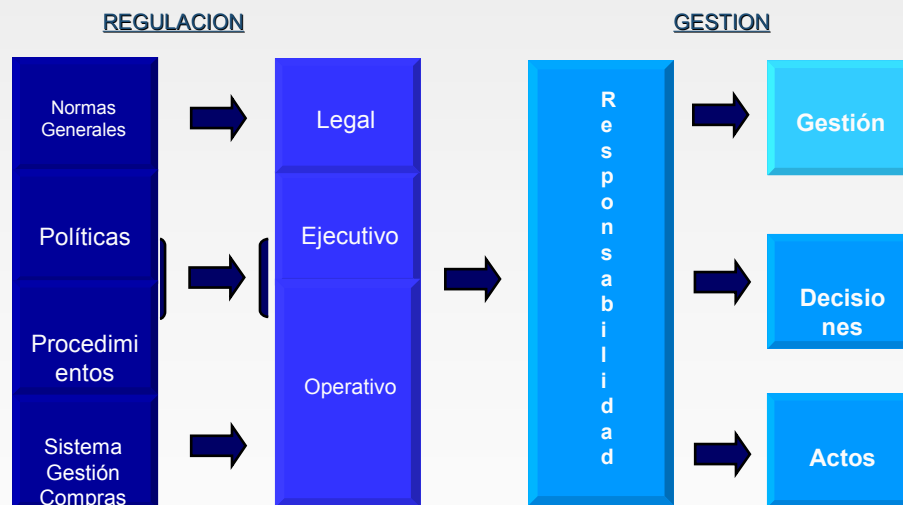 REGULACION
GESTION
Normas
Generales
Políticas
Procedimi
entos
Sistema
Gestión
Compras
Legal
Ejecutivo
Operativo
R
e
s
p
o
n
s
a
b
i
l
i
d
a
d
Gestión
Decisio
nes
Actos